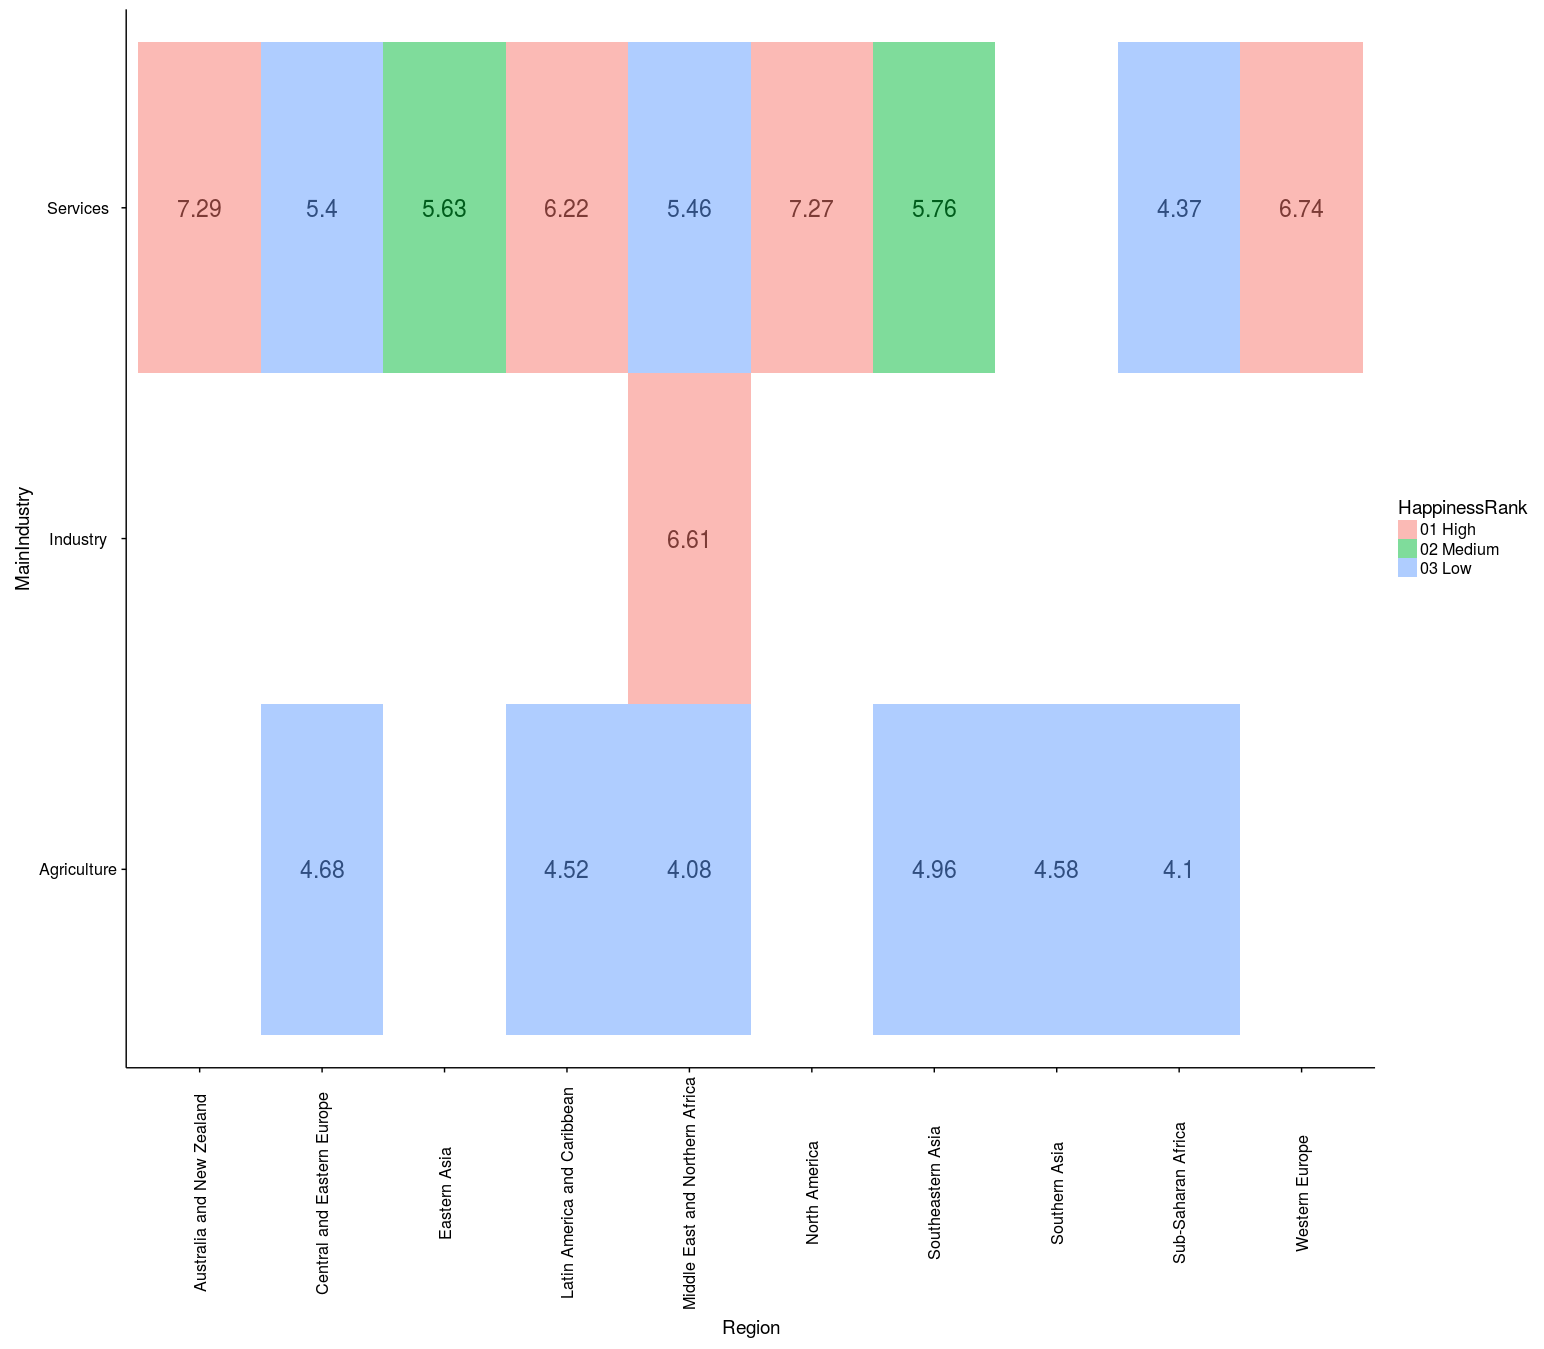 Services
7.29
5.4
5.63
6.22
5.46
7.27
5.76
4.37
6.74
Industry
6.61
MainIndustry
HappinessRank
01 High
02 Medium
03 Low
Agriculture
4.68
4.52
4.08
4.96
4.58
4.1
Australia and New Zealand
Central and Eastern Europe
Eastern Asia
Latin America and Caribbean
Middle East and Northern Africa
North America
Southeastern Asia
Southern Asia
Sub-Saharan Africa
Western Europe
Region